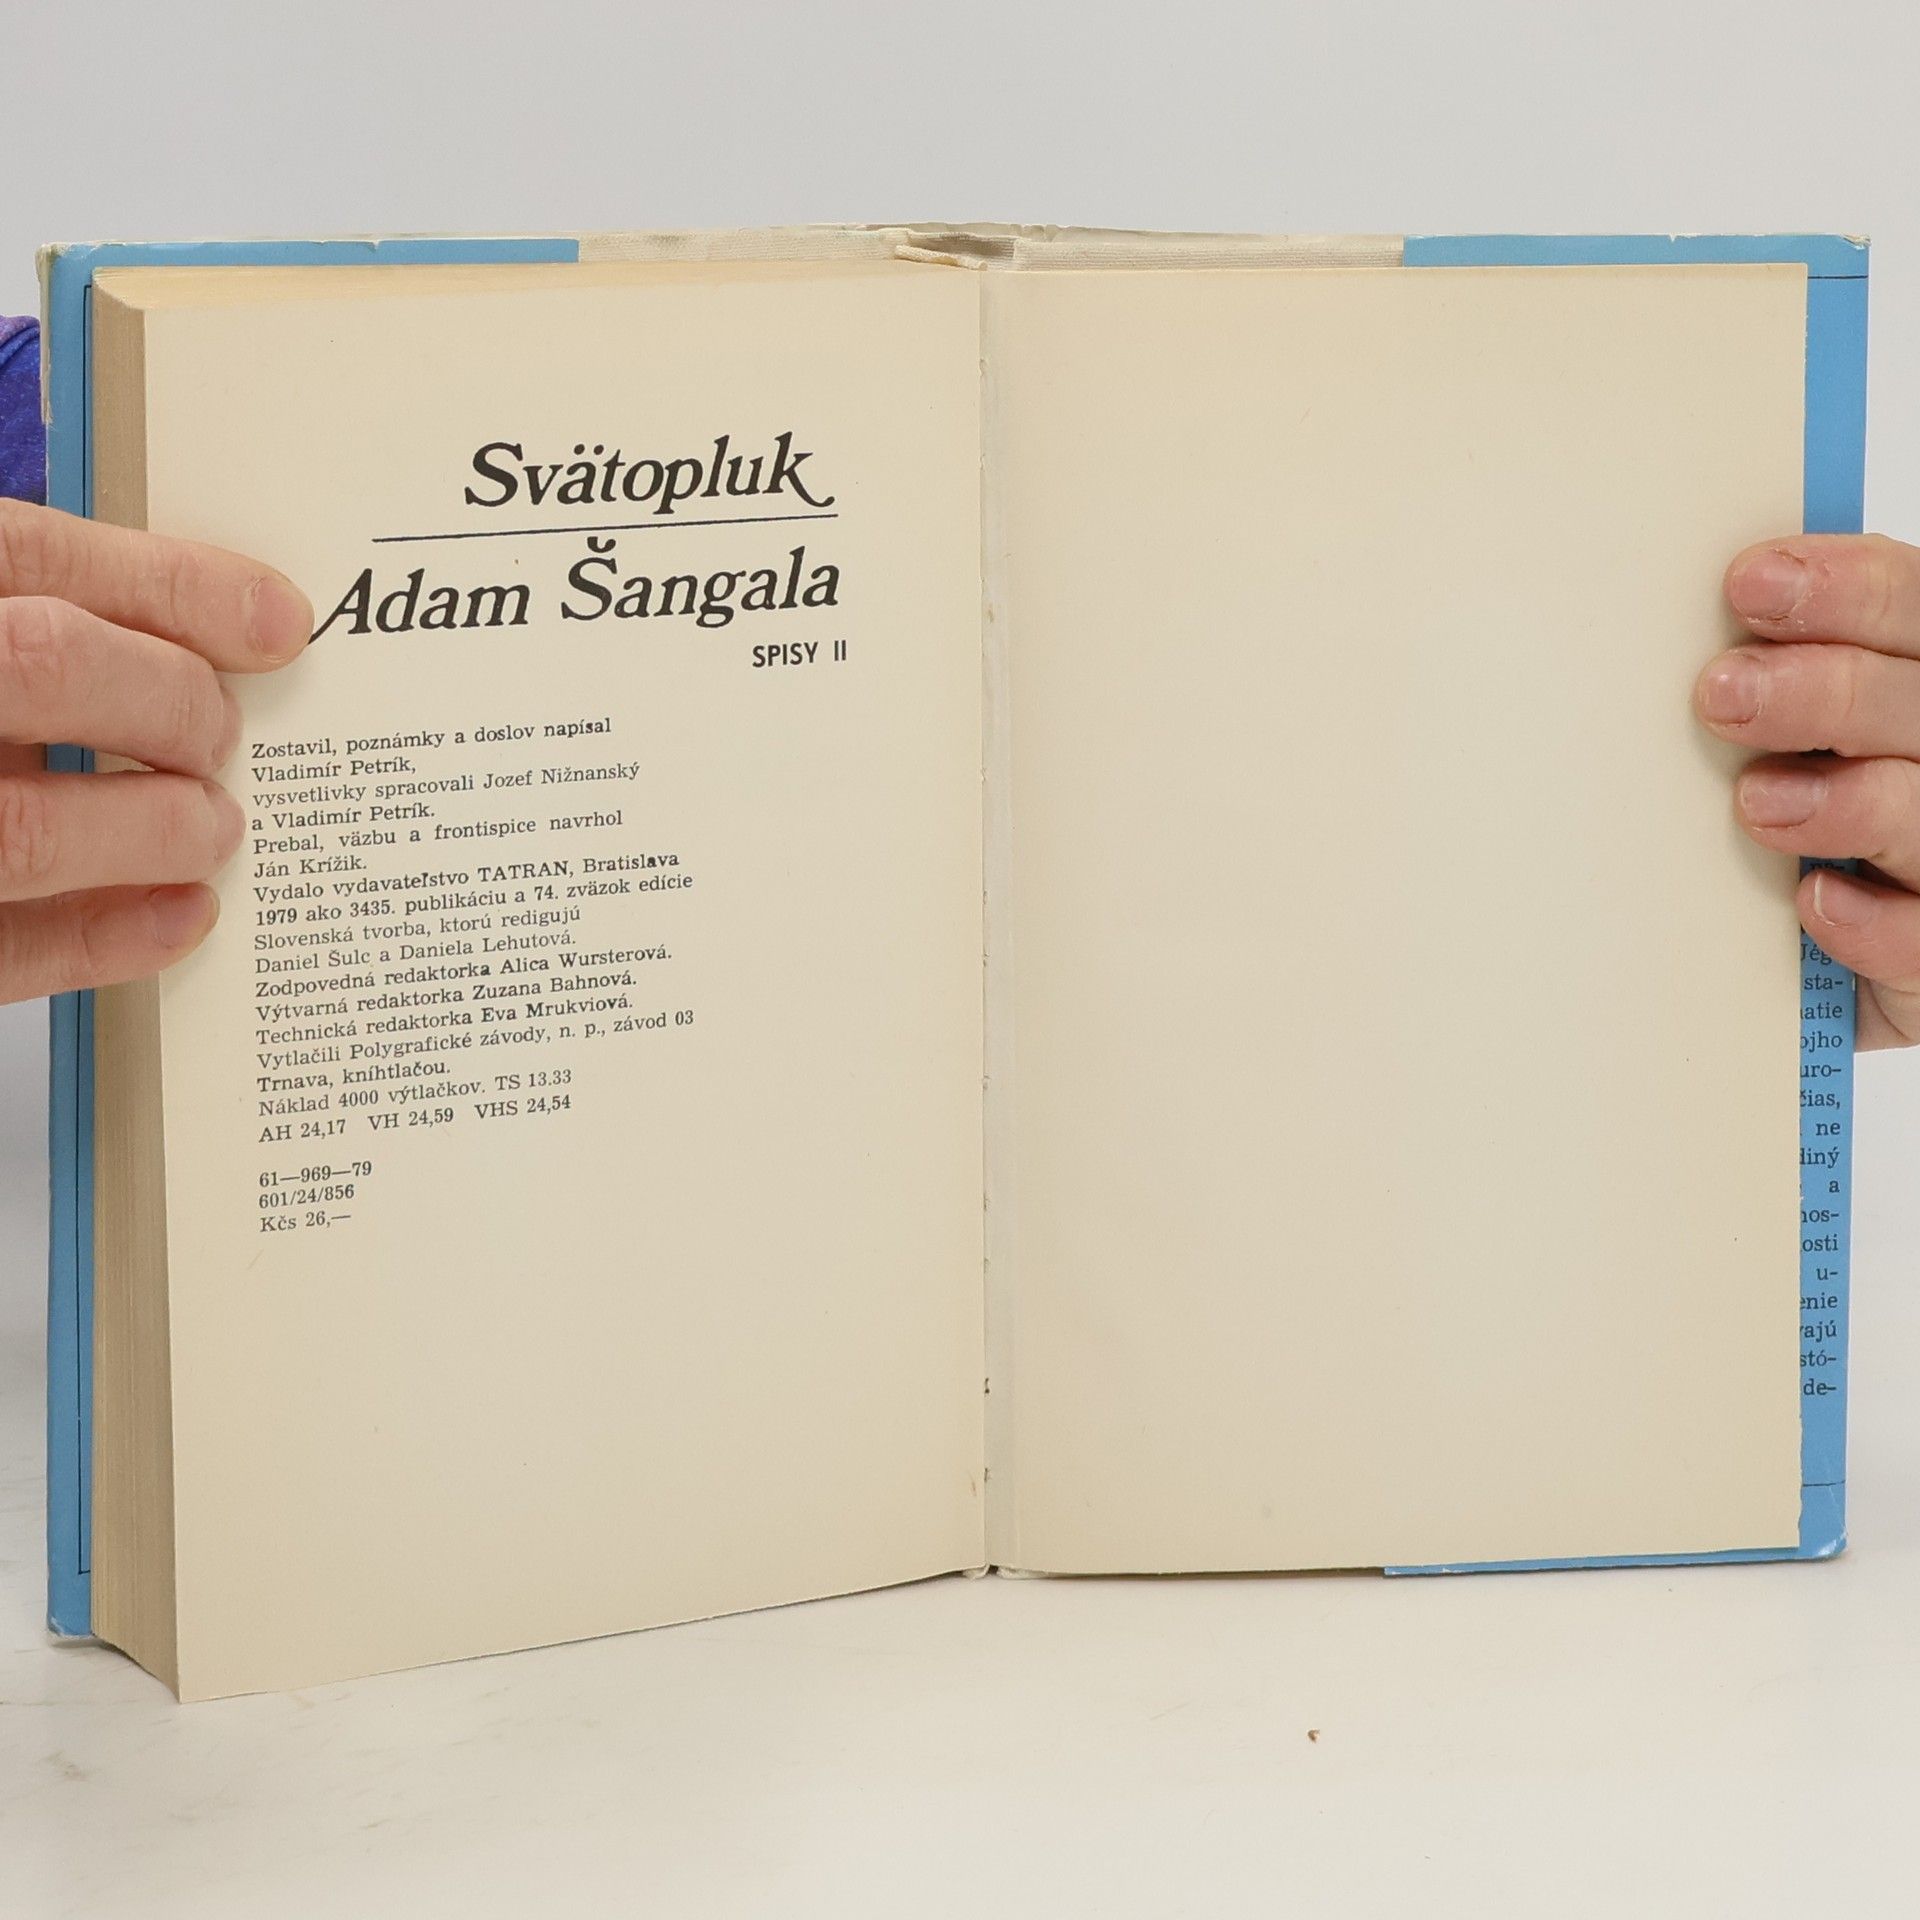 Svätopluk
Adam Šangala
SPISY II
Zostavil, poznámky a doslov napísal
Vladimír Petrík,
vysvetlivky spracovali Jozef Nižnanský
a Vladimír Petrík.
Prebal, väzbu a frontispice navrhol
Ján Krížik.
Vydalo vydavateľstvo TATRAN, Bratislava
1979 ako 3435. publikáciu a 74. zväzok edície
Slovenská tvorba, ktorú redigujú
Daniel Šulc a Daniela Lehutová.
Zodpovedná redaktorka Alica Wursterová.
Výtvarná redaktorka Zuzana Bahnová.
Technická redaktorka Eva Mrukviová.
Vytlačili Polygrafické závody, n. p., závod 03
Trnava, kníhtlačou.
Náklad 4000 výtlačkov. TS 13.33
AH 24,17 VH 24,59 VHS 24,54
61—969—79
601/24/856
Kčs 26,—
sta-
ne
a
u-
de-